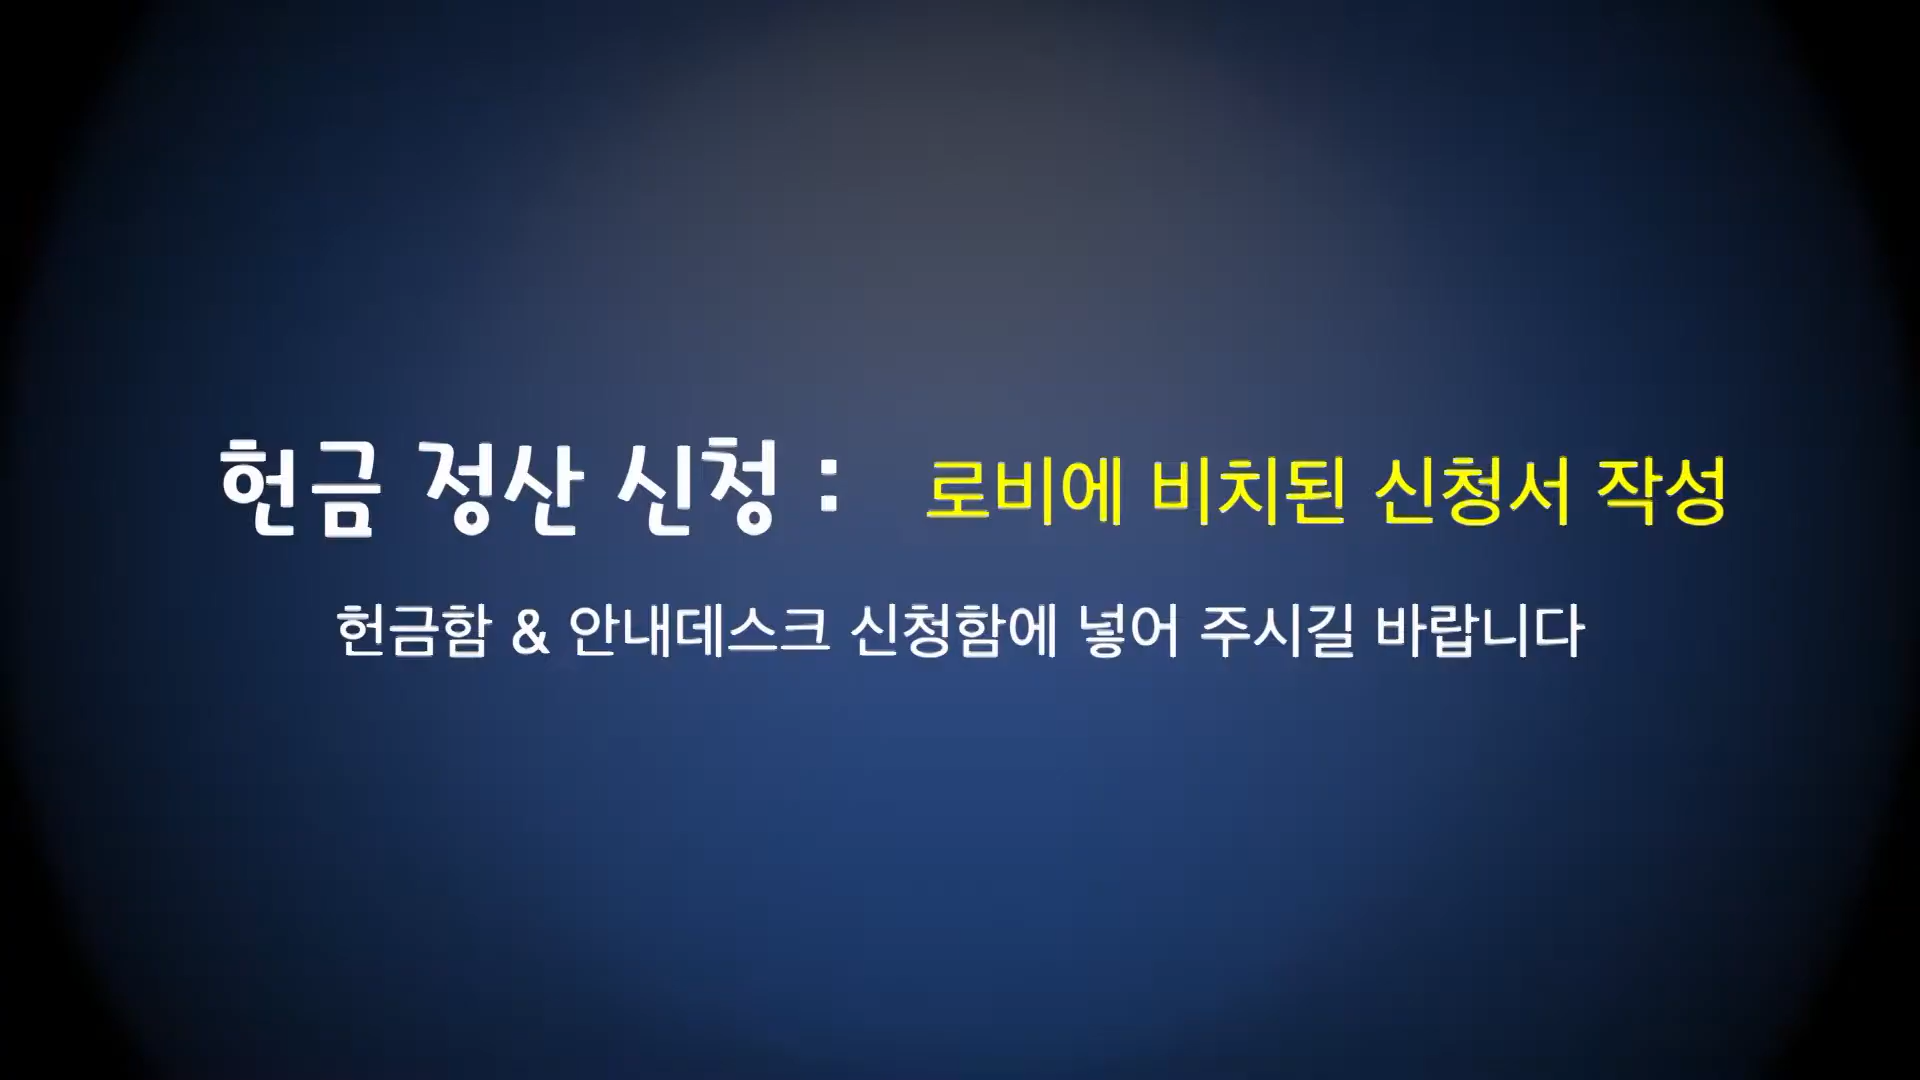 헌금 정산 신청 : 로비에 비치된 신청서 작성
헌금함 & 안내데스크 신청함에 넣어 주시길 바랍니다